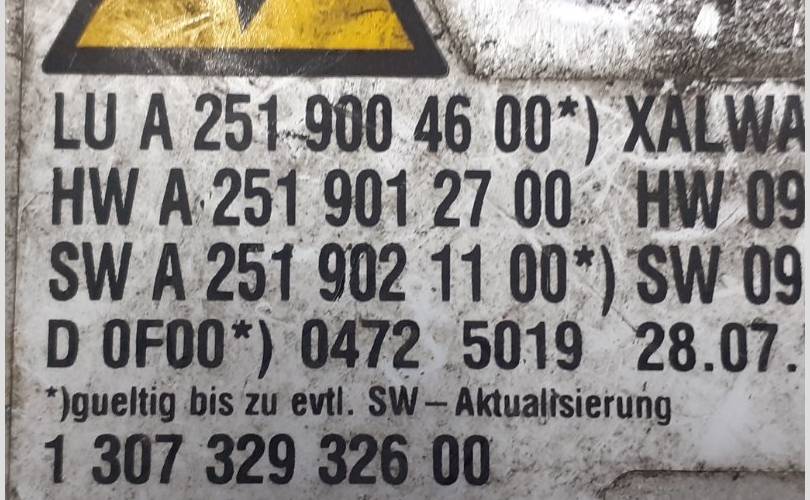 LU A 251 900 46 00*) XALWA
HW A 251 901 27 00 HW 09
SW A 251 902 11 00*) SW 09
D 0F00*) 0472 5019 28.07.
*)gueltig bis zu evtl. SW-Aktualisierung
1 307 329 326 00